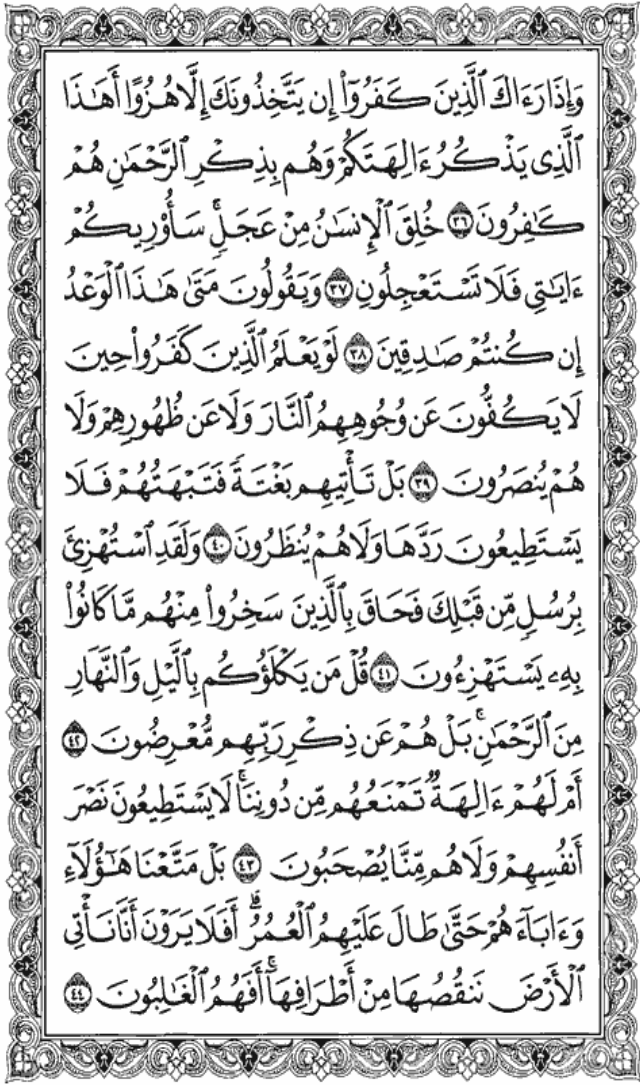 وَإِذَا رَءَاكَ ٱلَّذِينَ كَفَرُوٓاْ إِن يَتَّخِذُونَكَ إِلَّا هُزُوًا أَهَٰذَا
ٱلَّذِى يَذْكُرُ ءَالِهَتَكُمْ وَهُم بِذِكْرِ ٱلرَّحْمَٰنِ هُمْ
كَٰفِرُونَ ٣٦ خُلِقَ ٱلْإِنسَٰنُ مِنْ عَجَلٍۚ سَأُوْرِيكُمْ
ءَايَٰتِى فَلَا تَسْتَعْجِلُونِ ٣٧ وَيَقُولُونَ مَتَىٰ هَٰذَا ٱلْوَعْدُ
إِن كُنتُمْ صَٰدِقِينَ ٣٨ لَوْ يَعْلَمُ ٱلَّذِينَ كَفَرُواْ حِينَ
لَا يَكُفُّونَ عَن وُجُوهِهِمُ ٱلنَّارَ وَلَا عَن ظُهُورِهِمْ وَلَا
هُمْ يُنصَرُونَ ٣٩ بَلْ تَأْتِيهِم بَغْتَةً فَتَبْهَتُهُمْ فَلَا
يَسْتَطِيعُونَ رَدَّهَا وَلَا هُمْ يُنظَرُونَ ٤٠ وَلَقَدِ ٱسْتُهْزِئَ
بِرُسُلٍ مِّن قَبْلِكَ فَحَاقَ بِٱلَّذِينَ سَخِرُواْ مِنْهُم مَّا كَانُواْ
بِهِۦ يَسْتَهْزِءُونَ ٤١ قُلْ مَن يَكْلَؤُكُم بِٱلَّيْلِ وَٱلنَّهَارِ
مِنَ ٱلرَّحْمَٰنِۚ بَلْ هُمْ عَن ذِكْرِ رَبِّهِم مُّعْرِضُونَ ٤٢
أَمْ لَهُمْ ءَالِهَةٌ تَمْنَعُهُم مِّن دُونِنَاۚ لَا يَسْتَطِيعُونَ نَصْرَ
أَنفُسِهِمْ وَلَا هُم مِّنَّا يُصْحَبُونَ ٤٣ بَلْ مَتَّعْنَا هَٰٓؤُلَآءِ
وَءَابَآءَهُمْ حَتَّىٰ طَالَ عَلَيْهِمُ ٱلْعُمُرُۗ أَفَلَا يَرَوْنَ أَنَّا نَأْتِى
ٱلْأَرْضَ نَنقُصُهَا مِنْ أَطْرَافِهَآۚ أَفَهُمُ ٱلْغَٰلِبُونَ ٤٤